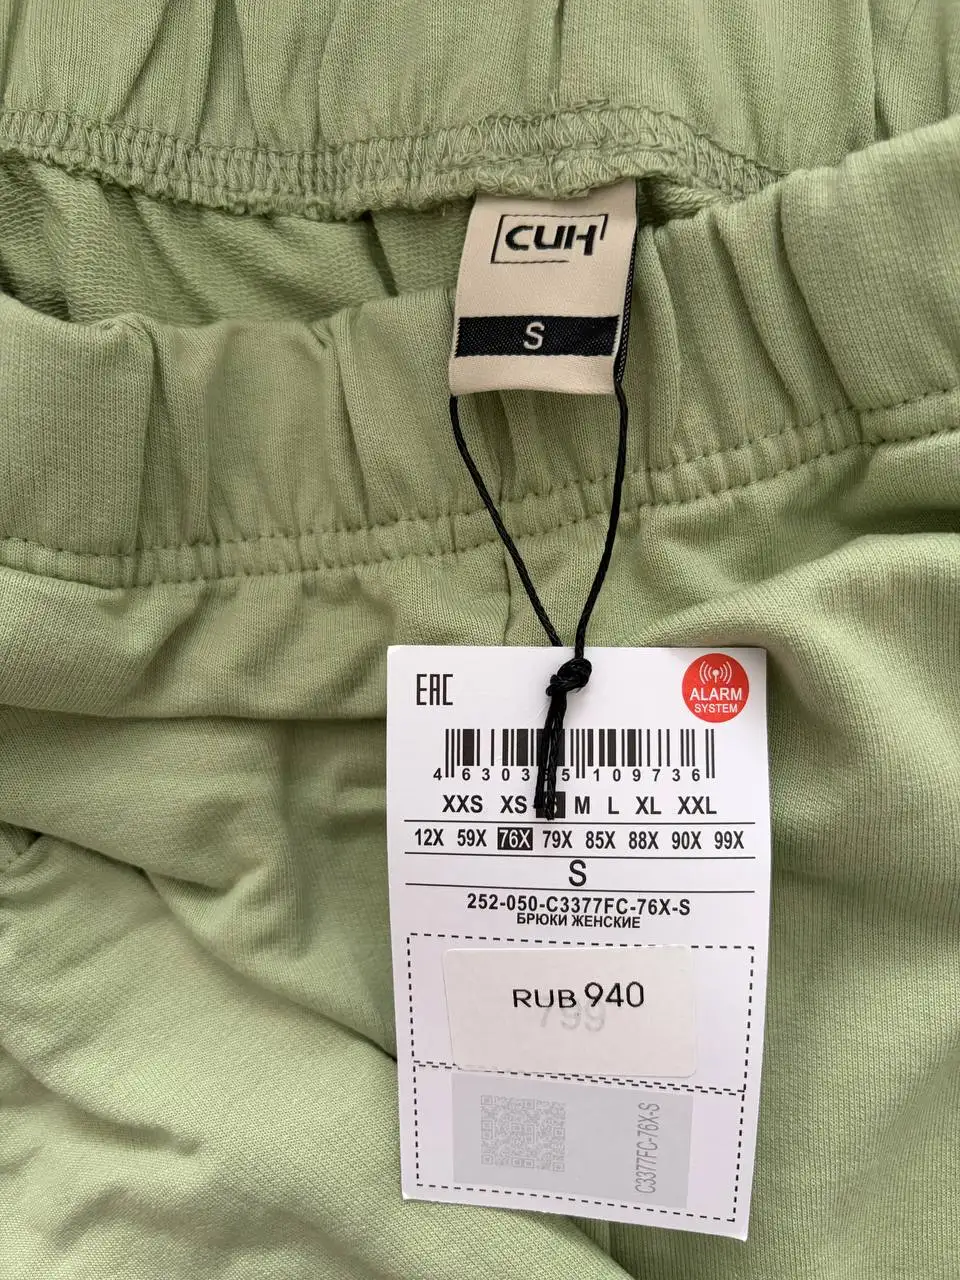 СИН
S
EAC
ALARM
SYSTEM
XXS XS M L XL XXL
12X 59X 76X 79X 85X 88X 90X 99X
S
252-050-C3377FC-76X-S
БРЮКИ ЖЕНСКИЕ
RUB 940
799
C3377FC-76X-S